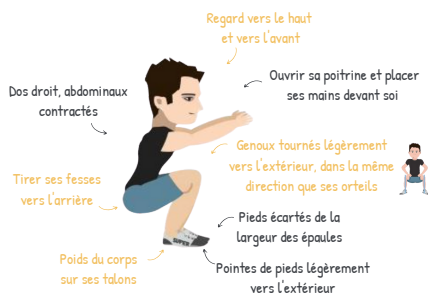 Regard vers le haut
et vers l'avant
Ouvrir sa poitrine et placer
ses mains devant soi
Dos droit, abdominaux
contractés
Genoux tournés légèrement
vers l'extérieur, dans la même
direction que ses orteils
Tirer ses fesses
vers l'arrière
Pieds écartés de la
largeur des épaules
Poids du corps
sur ses talons
Pointes de pieds légèrement
vers l'extérieur